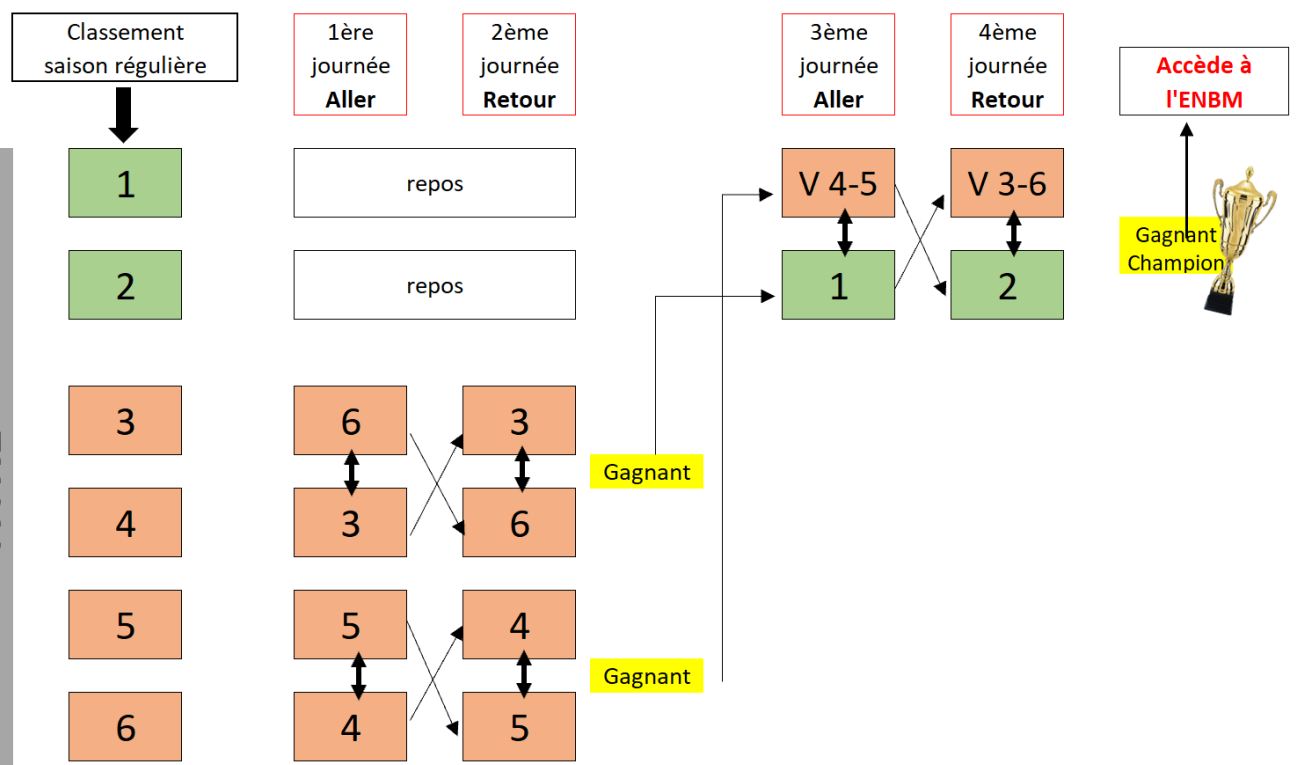 Classement
saison régulière
1ère
journée
Aller
2ème
journée
Retour
3ème
journée
Aller
4ème
journée
Retour
Accède à
l'ENBM
1
repos
V 4-5
V 3-6
Gagnant
Champion
2
repos
1
2
3
6
3
Gagnant
4
3
6
5
5
4
Gagnant
6
4
5